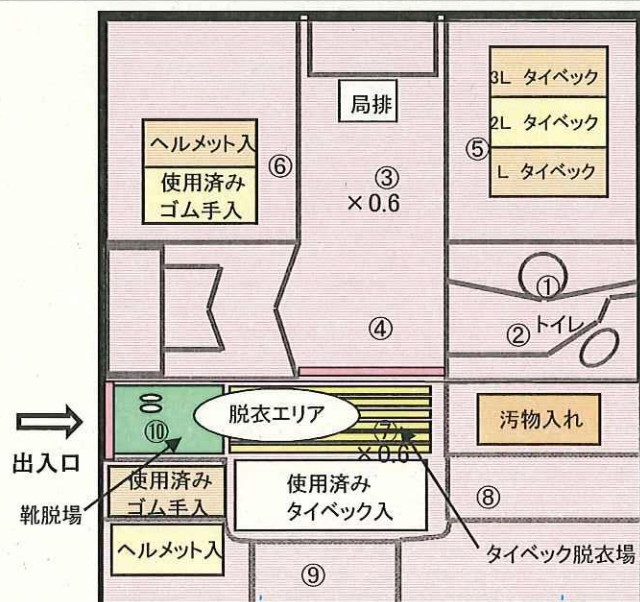 局排
3L タイベック
2L タイベック
L タイベック
ヘルメット入
使用済み
ゴム手入
⑥
③
×0.6
⑤
①
②
トイレ
④
⑩
脱衣エリア
(7)
×0.6
汚物入れ
出入口
使用済み
ゴム手入
使用済み
タイベック入
⑧
靴脱場
ヘルメット入
タイベック脱衣場
⑨